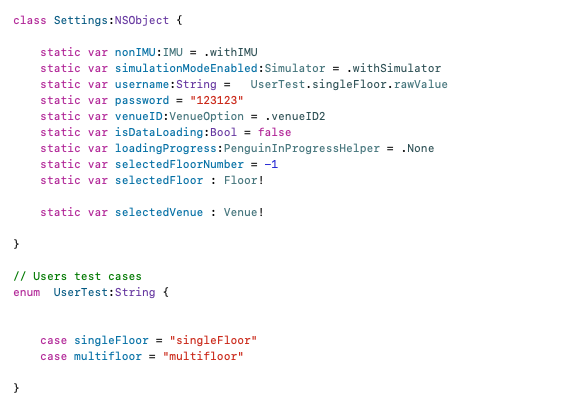 class Settings:NSObject {
static var nonIMU:IMU = .withIMU
static var simulationModeEnabled:Simulator = .withSimulator
static var username:String =   UserTest.singleFloor.rawValue
static var password = "123123"
static var venueID:VenueOption = .venueID2
static var isDataLoading:Bool = false
static var loadingProgress:PenguinInProgressHelper = .None
static var selectedFloorNumber = -1
static var selectedFloor : Floor!
static var selectedVenue : Venue!
}
// Users test cases
enum  UserTest:String {
case singleFloor = "singleFloor"
case multifloor = "multifloor"
}